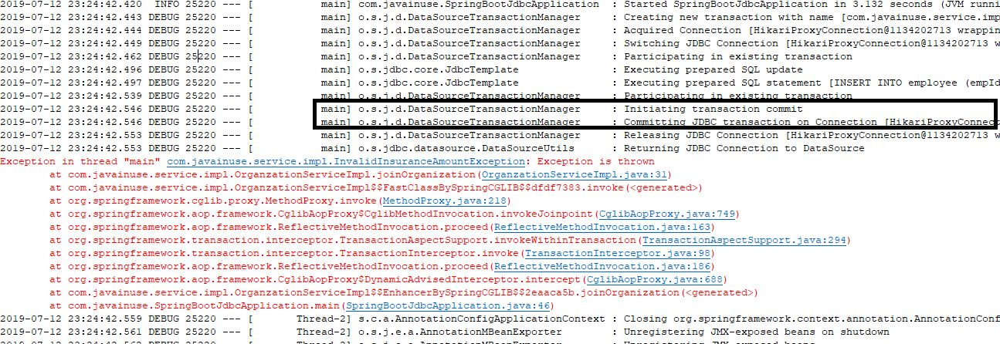 2019-07-12 23:24:42.420  INFO 25220 --- [           main] com.javainuse.SpringBootJdbcApplication  : Started SpringBootJdbcApplication in 3.132 seconds (JVM runni
2019-07-12 23:24:42.443 DEBUG 25220 --- [           main] o.s.j.d.DataSourceTransactionManager     : Creating new transaction with name [com.javainuse.service.imp
2019-07-12 23:24:42.444 DEBUG 25220 --- [           main] o.s.j.d.DataSourceTransactionManager     : Acquired Connection [HikariProxyConnection@1134202713 wrappin
2019-07-12 23:24:42.449 DEBUG 25220 --- [           main] o.s.j.d.DataSourceTransactionManager     : Switching JDBC Connection [HikariProxyConnection@1134202713 w
2019-07-12 23:24:42.462 DEBUG 25220 --- [           main] o.s.j.d.DataSourceTransactionManager     : Participating in existing transaction
2019-07-12 23:24:42.496 DEBUG 25220 --- [           main] o.s.jdbc.core.JdbcTemplate               : Executing prepared SQL update
2019-07-12 23:24:42.497 DEBUG 25220 --- [           main] o.s.jdbc.core.JdbcTemplate               : Executing prepared SQL statement [INSERT INTO employee (empId
2019-07-12 23:24:42.539 DEBUG 25220 --- [           main] o.s.j.d.DataSourceTransactionManager     : Participating in existing transaction
2019-07-12 23:24:42.546 DEBUG 25220 --- [           main] o.s.j.d.DataSourceTransactionManager     : Initiating transaction commit
2019-07-12 23:24:42.546 DEBUG 25220 --- [           main] o.s.j.d.DataSourceTransactionManager     : Committing JDBC transaction on Connection [HikariProxyConnect
2019-07-12 23:24:42.553 DEBUG 25220 --- [           main] o.s.j.d.DataSourceTransactionManager     : Releasing JDBC Connection [HikariProxyConnection@1134202713 w
2019-07-12 23:24:42.553 DEBUG 25220 --- [           main] o.s.jdbc.datasource.DataSourceUtils      : Returning JDBC Connection to DataSource
Exception in thread "main" com.javainuse.service.impl.InvalidInsuranceAmountException: Exception is thrown
	at com.javainuse.service.impl.OrganzationServiceImpl.joinOrganization(OrganzationServiceImpl.java:31)
	at com.javainuse.service.impl.OrganzationServiceImpl$$FastClassBySpringCGLIB$$dfdf7383.invoke(<generated>)
	at org.springframework.cglib.proxy.MethodProxy.invoke(MethodProxy.java:218)
	at org.springframework.aop.framework.CglibAopProxy$CglibMethodInvocation.invokeJoinpoint(CglibAopProxy.java:749)
	at org.springframework.aop.framework.ReflectiveMethodInvocation.proceed(ReflectiveMethodInvocation.java:163)
	at org.springframework.transaction.interceptor.TransactionAspectSupport.invokeWithinTransaction(TransactionAspectSupport.java:294)
	at org.springframework.transaction.interceptor.TransactionInterceptor.invoke(TransactionInterceptor.java:98)
	at org.springframework.aop.framework.ReflectiveMethodInvocation.proceed(ReflectiveMethodInvocation.java:186)
	at org.springframework.aop.framework.CglibAopProxy$DynamicAdvisedInterceptor.intercept(CglibAopProxy.java:688)
	at com.javainuse.service.impl.OrganzationServiceImpl$$EnhancerBySpringCGLIB$$2eaaca5b.joinOrganization(<generated>)
	at com.javainuse.SpringBootJdbcApplication.main(SpringBootJdbcApplication.java:46)
2019-07-12 23:24:42.559 DEBUG 25220 --- [       Thread-2] s.c.a.AnnotationConfigApplicationContext : Closing org.springframework.context.annotation.AnnotationConf
2019-07-12 23:24:42.561 DEBUG 25220 --- [       Thread-2] o.s.j.e.a.AnnotationMBeanExporter        : Unregistering JMX-exposed beans on shutdown